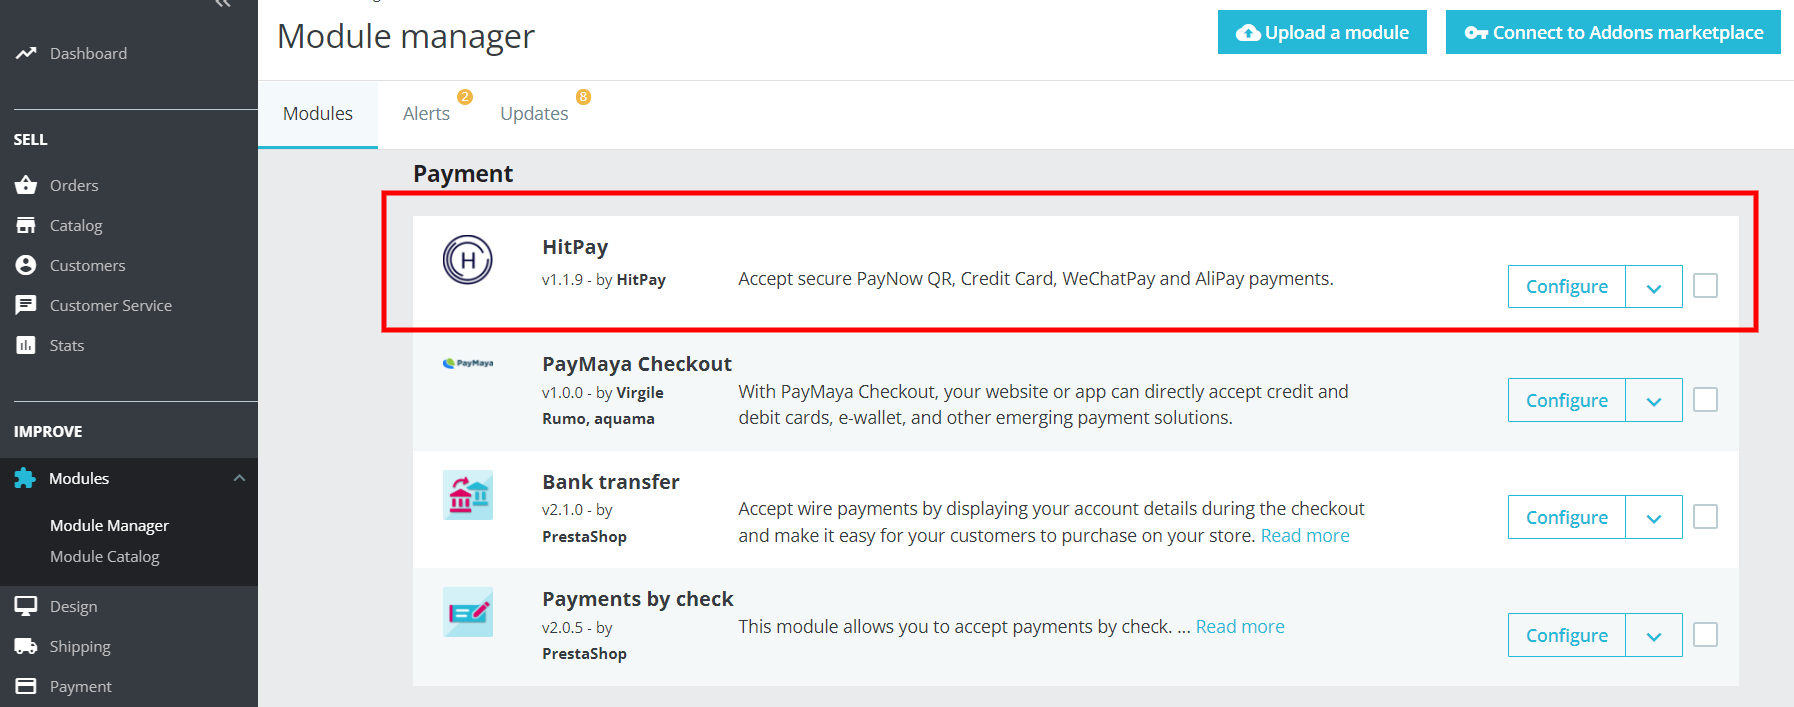 Dashboard
SELL
Orders
Catalog
Customers
Customer Service
Stats
IMPROVE
Modules
Module Manager
Module Catalog
Design
Shipping
Payment
Module manager
Upload a module
Connect to Addons marketplace
Modules
Alerts 2
Updates 8
Payment
H
HitPay
v1.1.9 - by HitPay
Accept secure PayNow QR, Credit Card, WeChatPay and AliPay payments.
Configure
PayMaya
PayMaya Checkout
v1.0.0 - by Virgile
Rumo, aquama
With PayMaya Checkout, your website or app can directly accept credit and
debit cards, e-wallet, and other emerging payment solutions.
Configure
Bank transfer
v2.1.0 - by
PrestaShop
Accept wire payments by displaying your account details during the checkout
and make it easy for your customers to purchase on your store. Read more
Configure
Payments by check
v2.0.5 - by
PrestaShop
This module allows you to accept payments by check. ... Read more
Configure